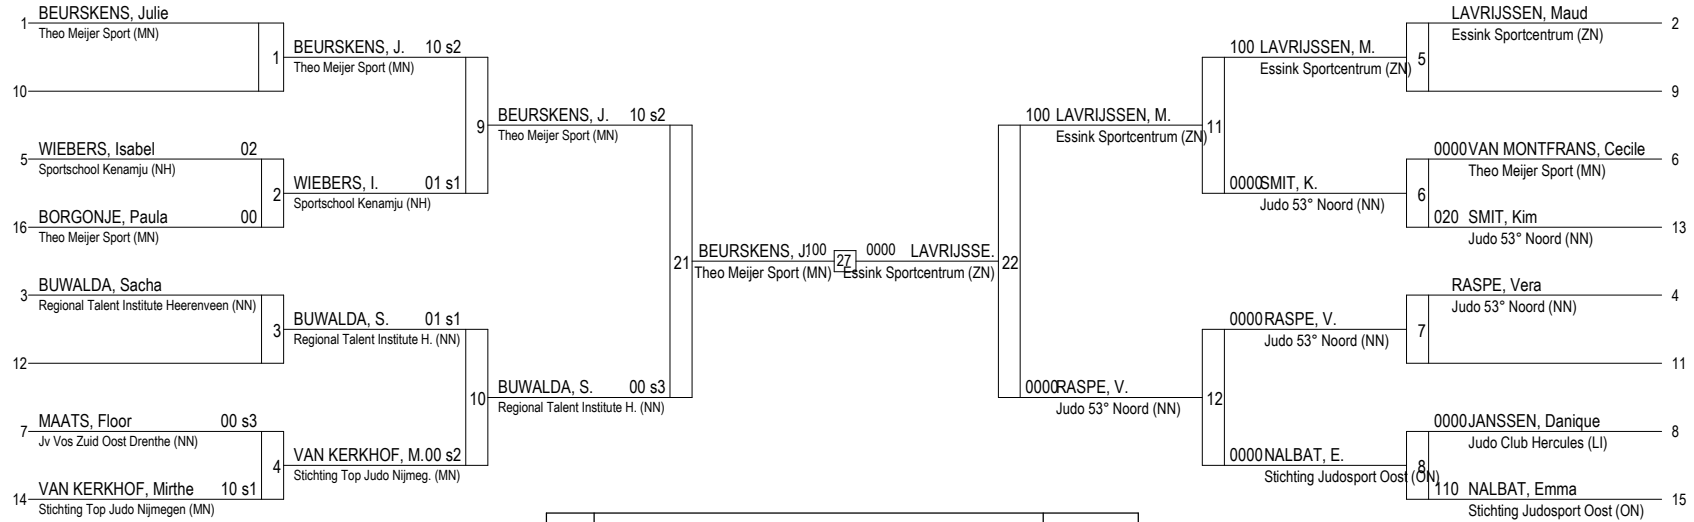 1 BEURSKENS, Julie
Theo Meijer Sport (MN)
10
5 WIEBERS, Isabel 02
Sportschool Kenamju (NH)
16 BORGONJE, Paula 00
Theo Meijer Sport (MN)
3 BUWALDA, Sacha
Regional Talent Institute Heerenveen (NN)
12
7 MAATS, Floor 00 s3
Jv Vos Zuid Oost Drenthe (NN)
14 VAN KERKHOF, Mirthe 10 s1
Stichting Top Judo Nijmegen (MN)
1
2
3
4
BEURSKENS, J. 10 s2
Theo Meijer Sport (MN)
WIEBERS, I. 01 s1
Sportschool Kenamju (NH)
BUWALDA, S. 01 s1
Regional Talent Institute H. (NN)
VAN KERKHOF, M. 00 s2
Stichting Top Judo Nijmeg. (MN)
9
10
BEURSKENS, J. 10 s2
Theo Meijer Sport (MN)
BUWALDA, S. 00 s3
Regional Talent Institute H. (NN)
21
BEURSKENS, J. 100 27 0000 LAVRIJSSE.
Theo Meijer Sport (MN) Essink Sportcentrum (ZN)
22
100 LAVRIJSSEN, M.
Essink Sportcentrum (ZN)
0000 RASPE, V.
Judo 53° Noord (NN)
11
12
100 LAVRIJSSEN, M.
Essink Sportcentrum (ZN)
0000 SMIT, K.
Judo 53° Noord (NN)
0000 RASPE, V.
Judo 53° Noord (NN)
0000 NALBAT, E.
Stichting Judosport Oost (ON)
5
6
7
8
LAVRIJSSEN, Maud 2
Essink Sportcentrum (ZN)
9
0000 VAN MONTFRANS, Cecile 6
Theo Meijer Sport (MN)
020 SMIT, Kim 13
Judo 53° Noord (NN)
RASPE, Vera 4
Judo 53° Noord (NN)
11
0000 JANSSEN, Danique 8
Judo Club Hercules (LI)
110 NALBAT, Emma 15
Stichting Judosport Oost (ON)